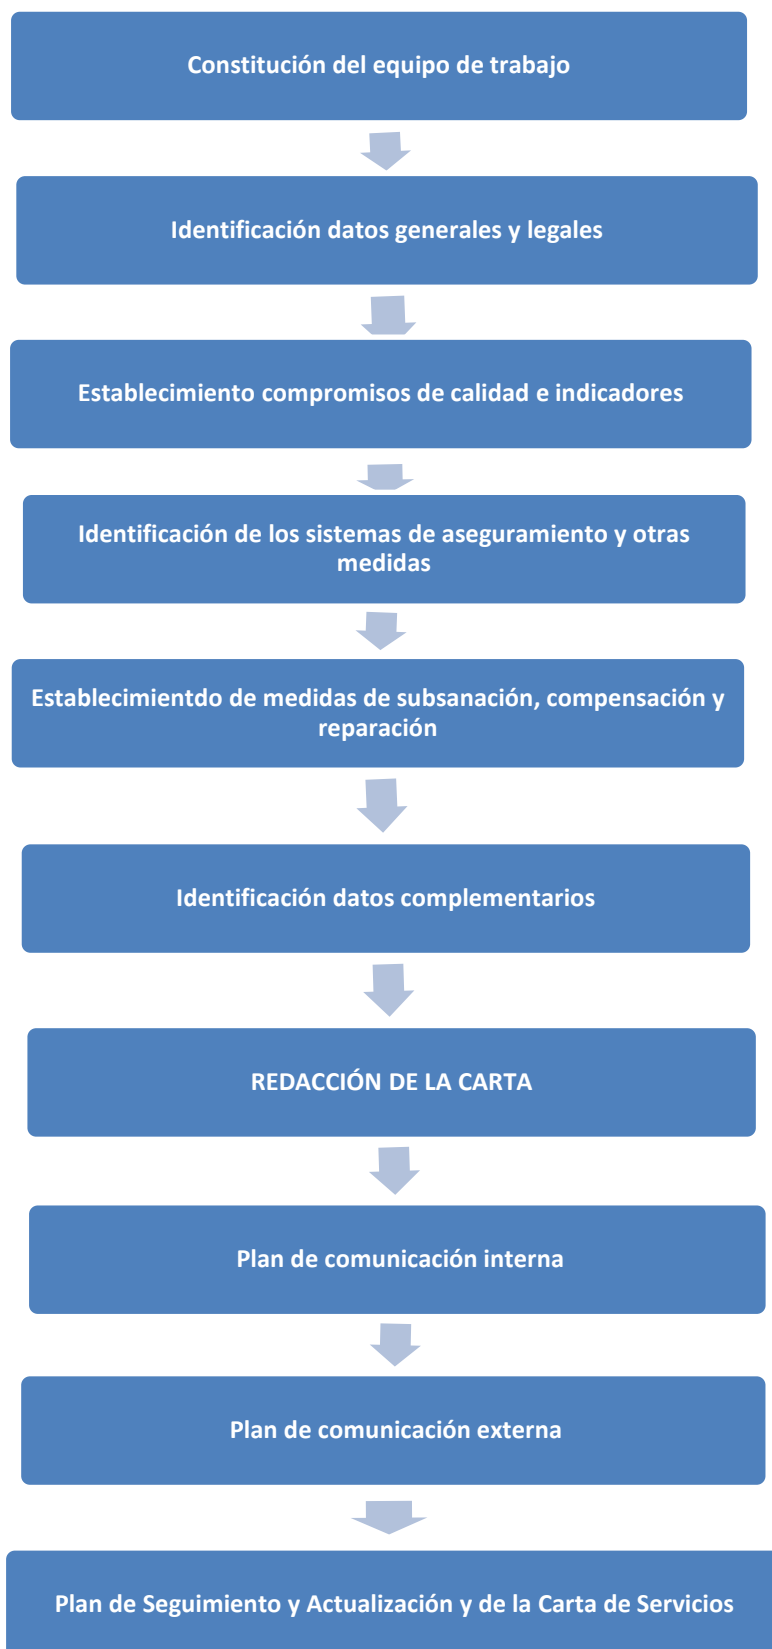 Constitución del equipo de trabajo
Identificación datos generales y legales
Establecimiento compromisos de calidad e indicadores
Identificación de los sistemas de aseguramiento y otras
medidas
Establecimientdo de medidas de subsanación, compensación y
reparación
Identificación datos complementarios
REDACCIÓN DE LA CARTA
Plan de comunicación interna
Plan de comunicación externa
Plan de Seguimiento y Actualización y de la Carta de Servicios